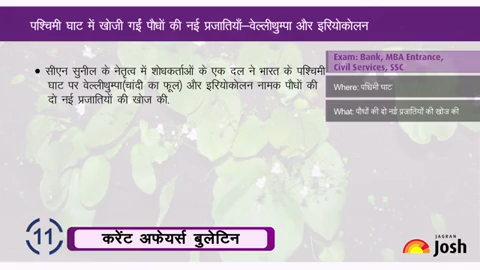 पश्चिमी घाट में खोजी गईं पौधों की नई प्रजातियाँ–वेल्लीथुम्पा और इरियोकोलन
• सीएन सुनील के नेतृत्व में शोधकर्ताओं के एक दल ने भारत के पश्चिमी
घाट पर वेल्लीथुम्पा(चांदी का फूल) और इरियोकोलन नामक पौधों की
दो नई प्रजातियों की खोज की.
Exam: Bank, MBA Entrance,
Civil Services, SSC
Where: पश्चिमी घाट
What: पौधों की दो नई प्रजातियों की खोज की
11
करेंट अफेयर्स बुलेटिन
JAGRAN
Josh